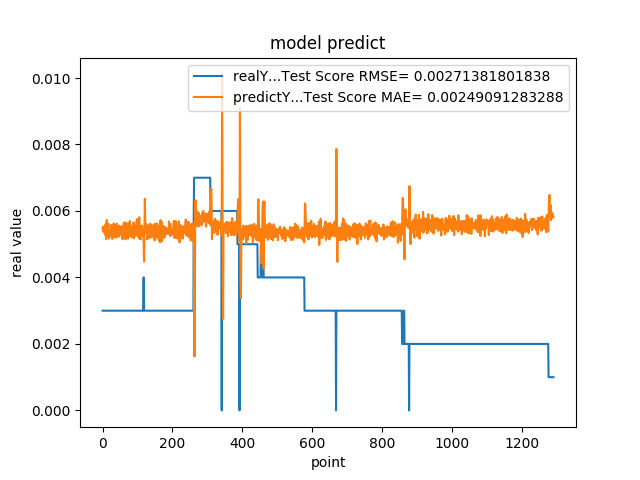 model predict
realY...Test Score RMSE= 0.00271381801838
predictY...Test Score MAE= 0.00249091283288
0.010
0.008
0.006
0.004
0.002
0.000
real value
0 200 400 600 800 1000 1200
point